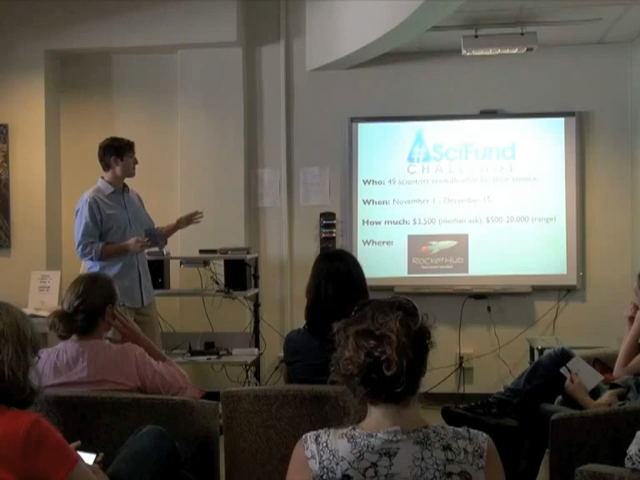 #SciFund
CHALLENGE
Who: 49 scientists
When: November 1 - December 15
How much: $3,500 (median ask), $500-20,000 (range)
Where:
RocketHub